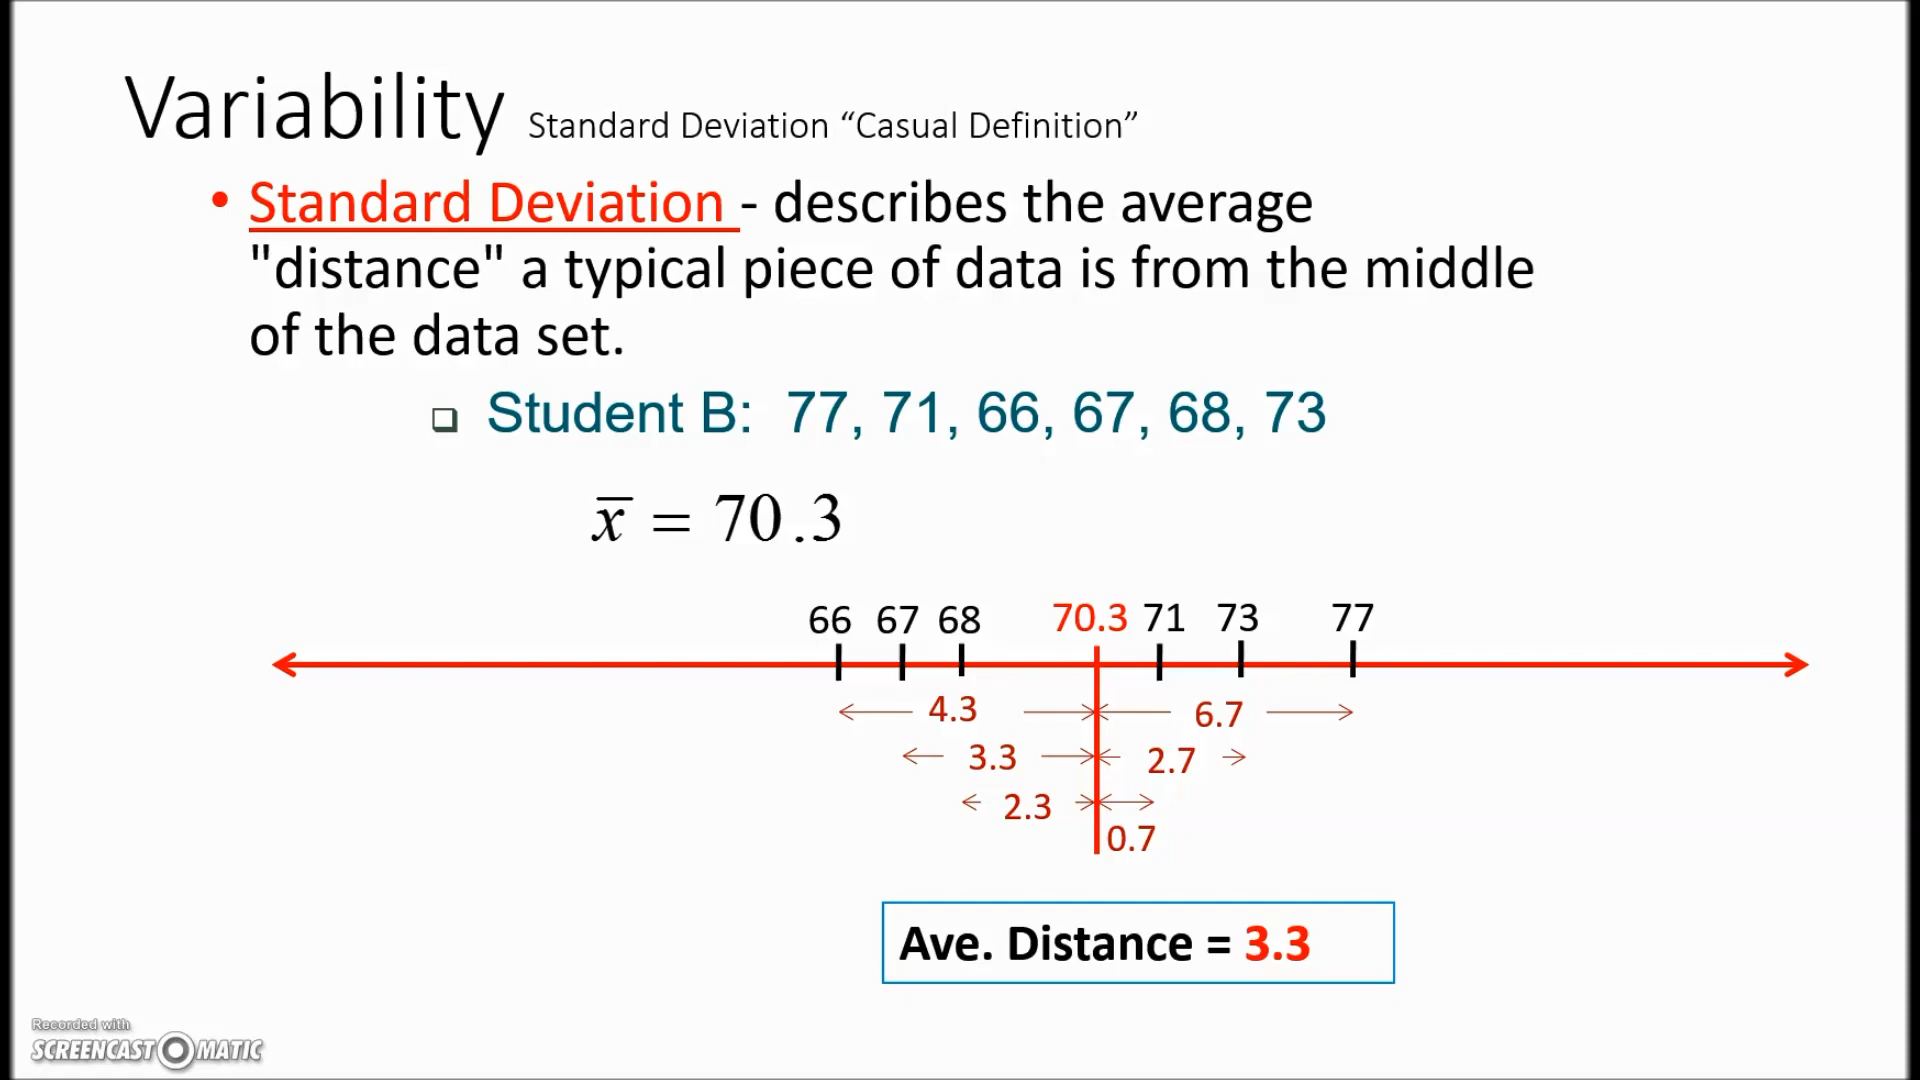 Variability Standard Deviation “Casual Definition”
• Standard Deviation - describes the average
"distance" a typical piece of data is from the middle
of the data set.
❑ Student B: 77, 71, 66, 67, 68, 73
x̅ = 70.3
66 67 68 70.3 71 73 77
4.3 6.7
3.3 2.7
2.3
0.7
Ave. Distance = 3.3
Recorded with
SCREENCAST O MATIC